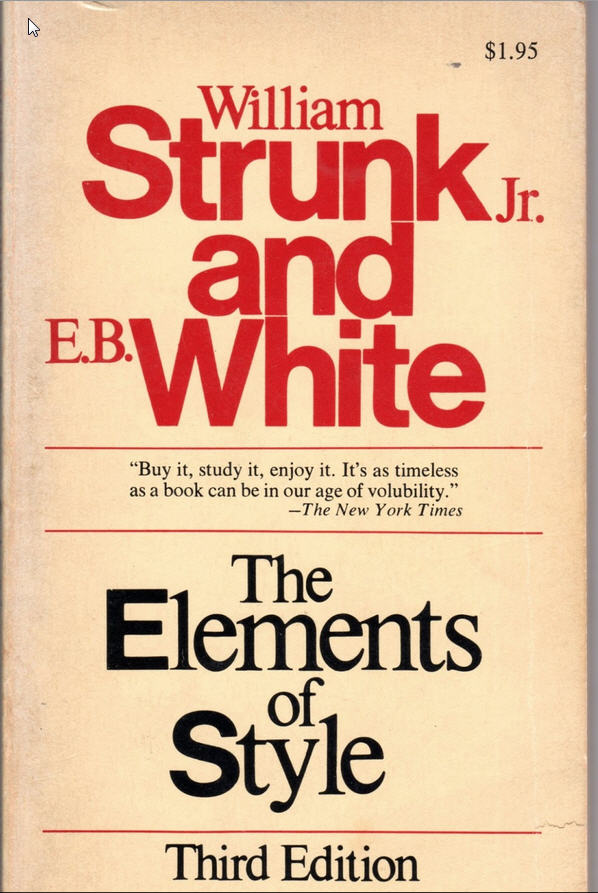 $1.95
William
Strunk Jr.
and
E.B. White
“Buy it, study it, enjoy it. It’s as timeless
as a book can be in our age of volubility.”
—The New York Times
The
Elements
of
Style
Third Edition